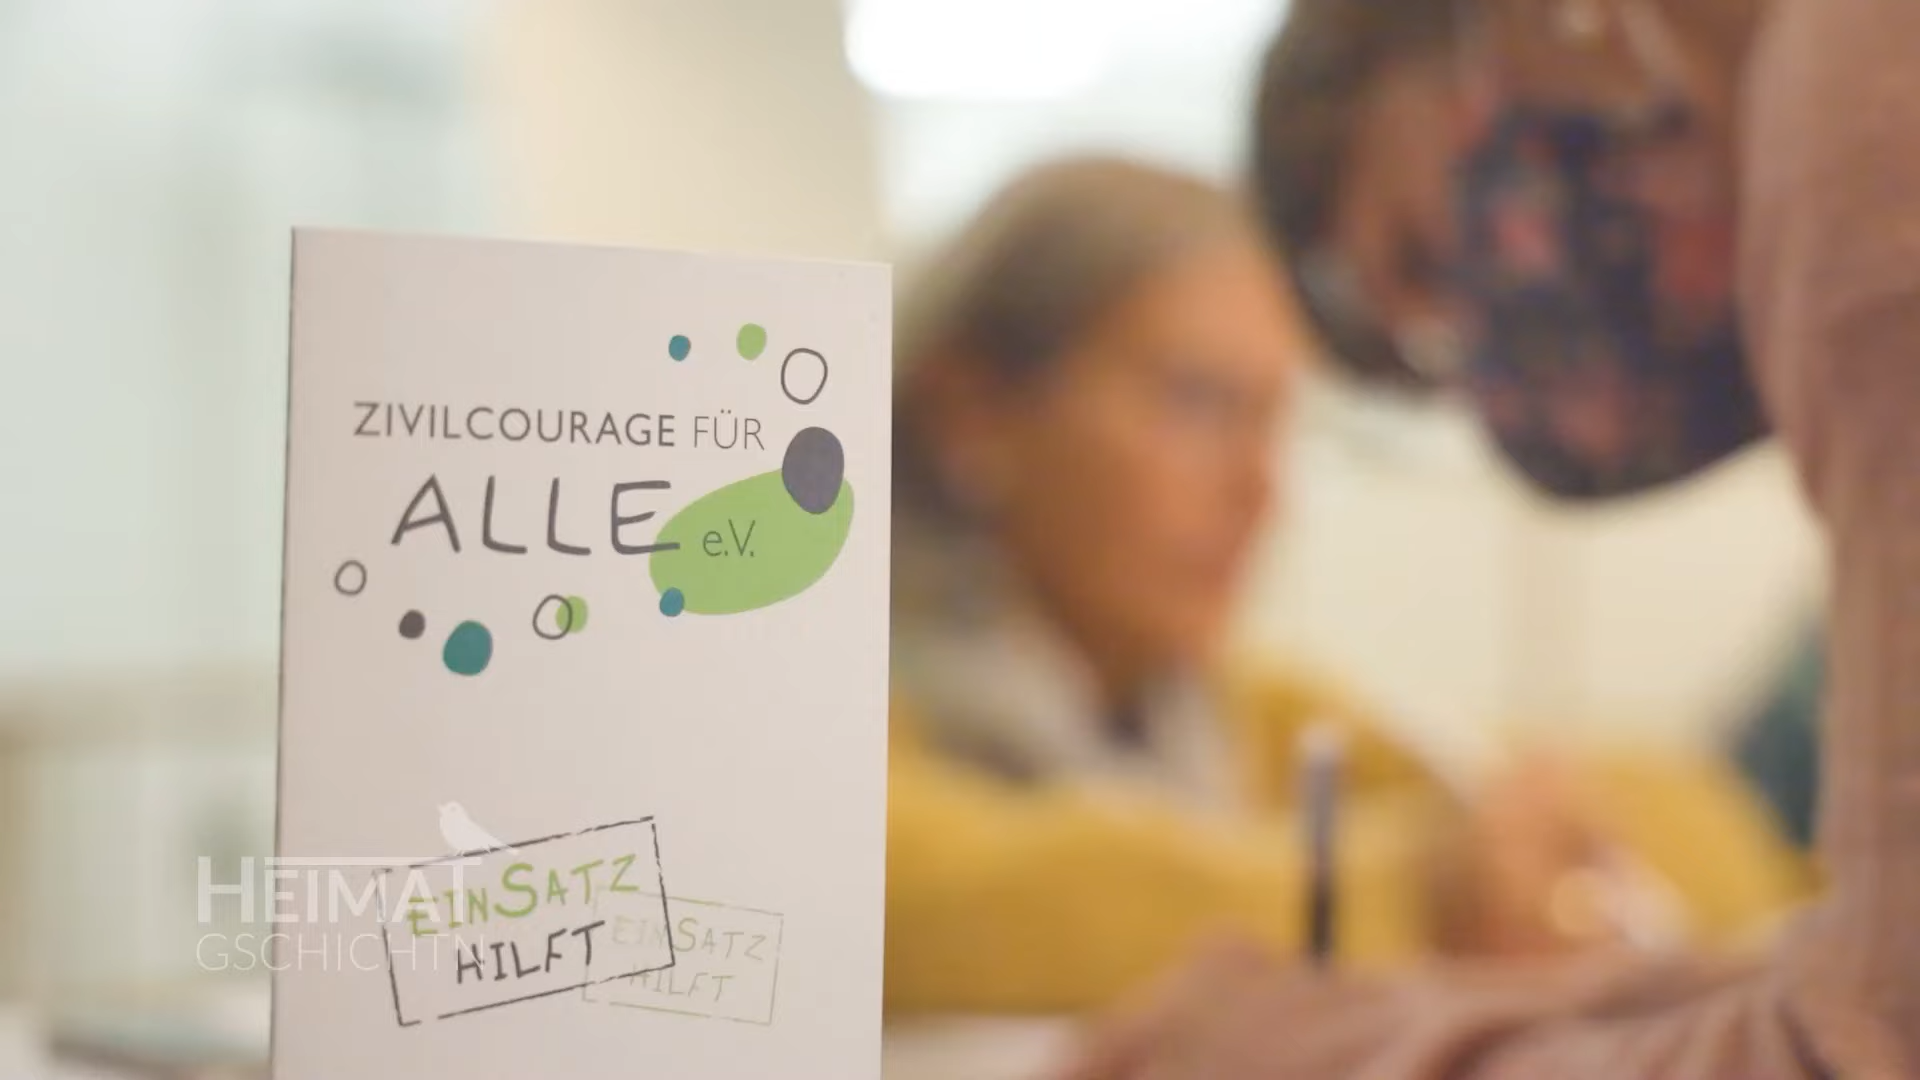 ZIVILCOURAGE FÜR
ALLE e.V.
EINSATZ
HILFT
EINSATZ
HILFT
HEIMAT
GSCHICHTN